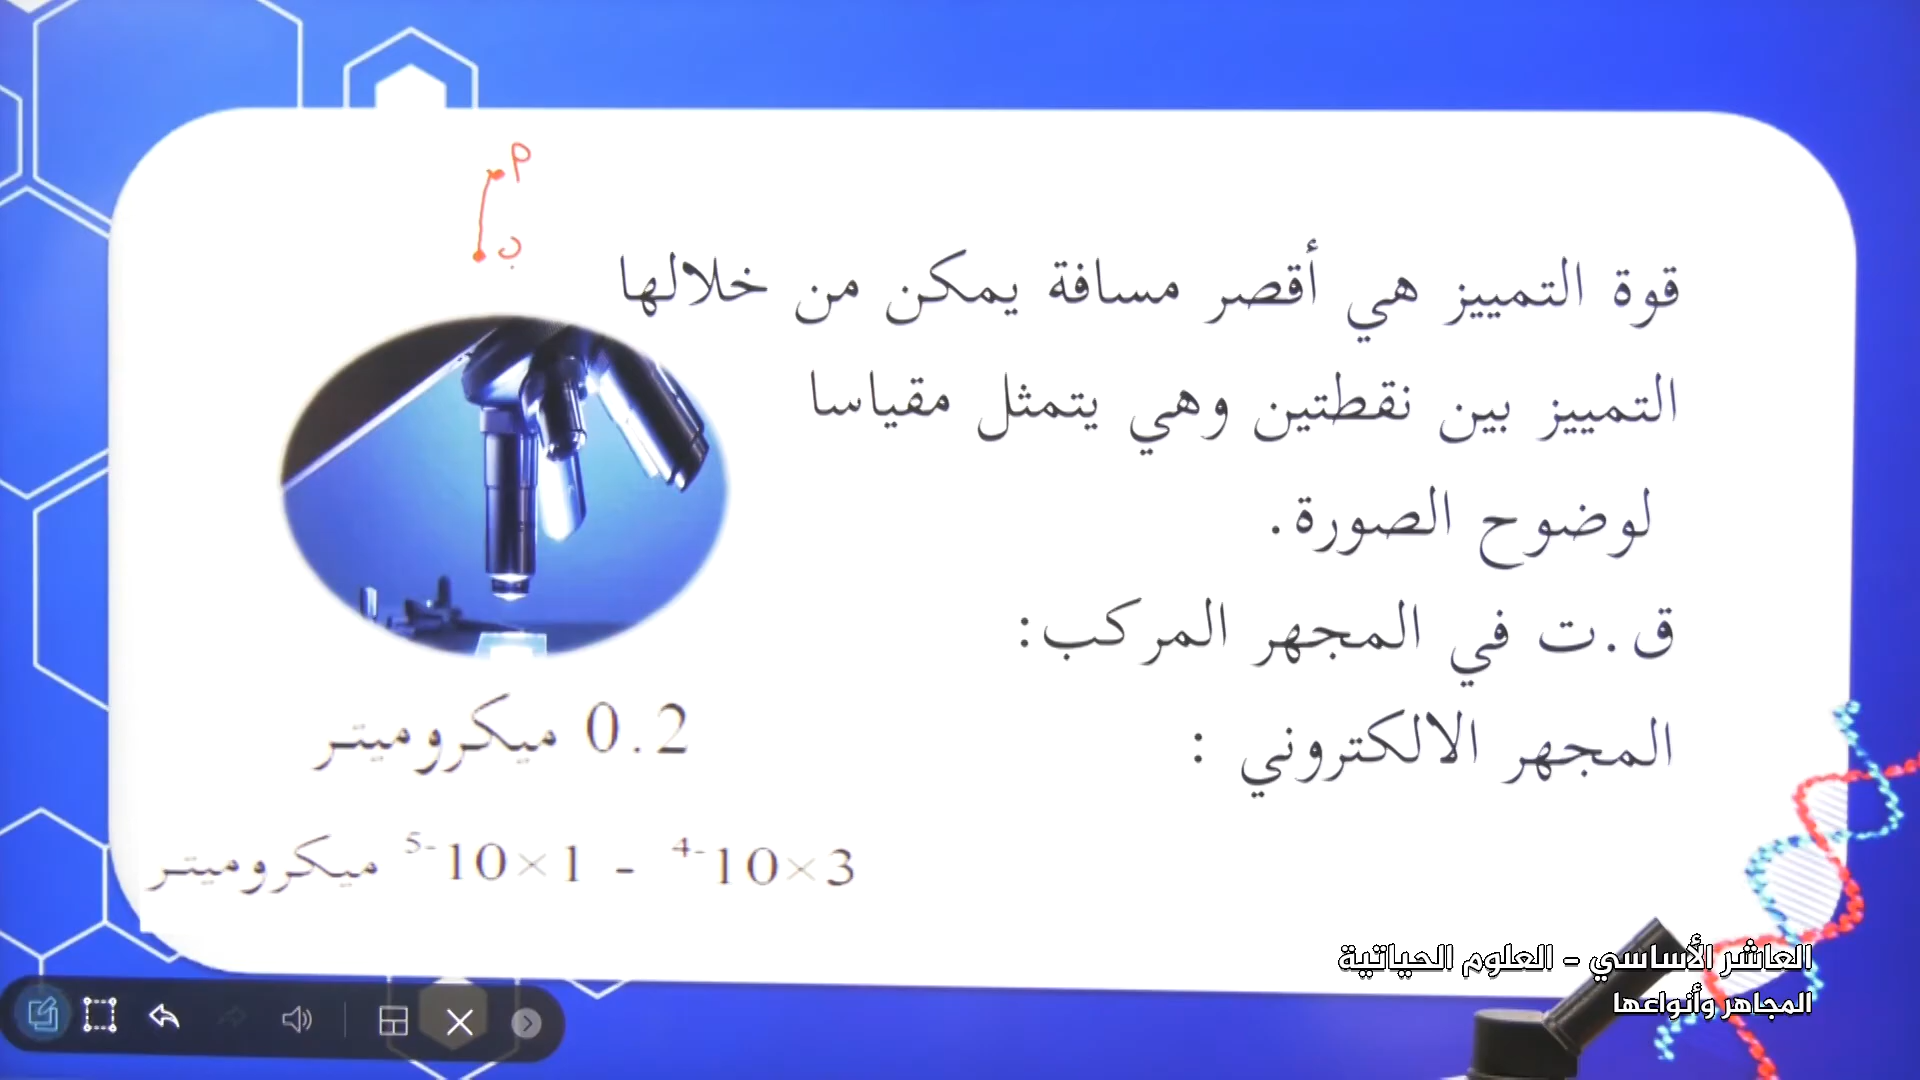 قوة التمييز هي أقصر مسافة يمكن من خلالها
التمييز بين نقطتين وهي يتمثل مقياسا
لوضوح الصورة.
ق.ت في المجهر المركب:
0.2 ميكروميتر
المجهر الالكتروني :
3×10⁻⁴ - 1×10⁻⁵ ميكروميتر
العاشر الأساسي - العلوم الحياتية
المجاهر وأنواعها